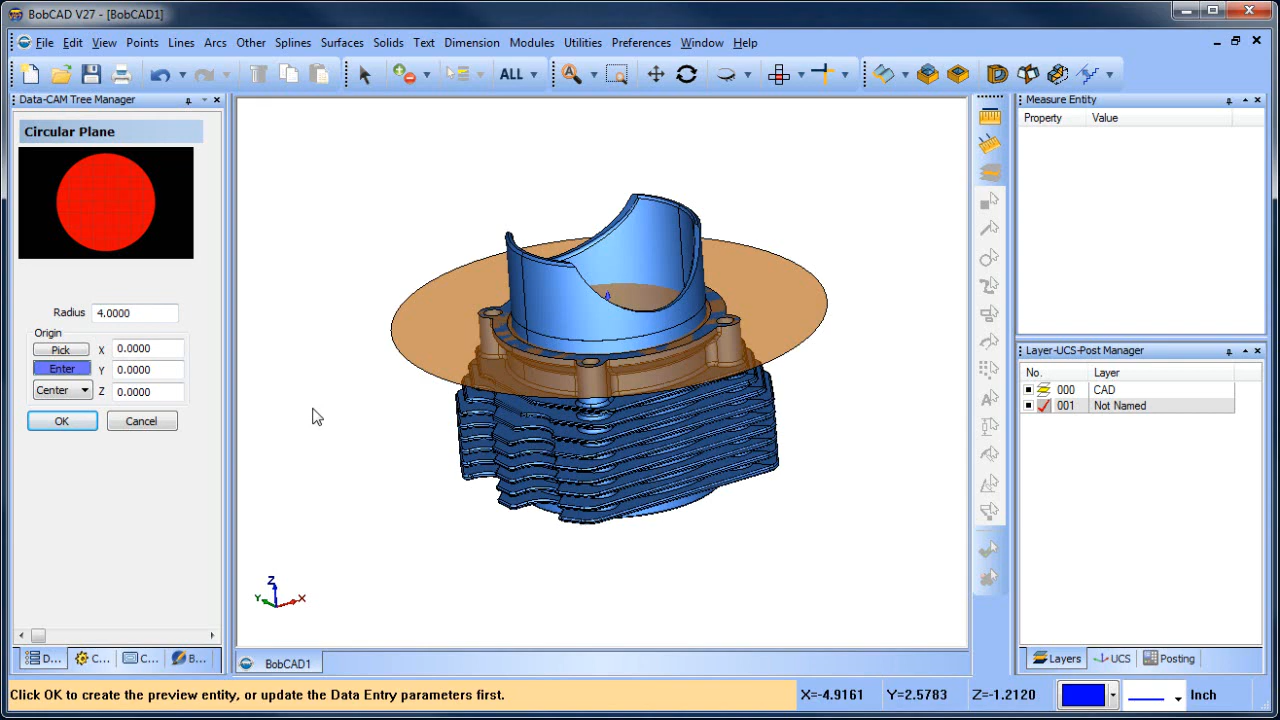 BobCAD V27 - [BobCAD1]
File Edit View Points Lines Arcs Other Splines Surfaces Solids Text Dimension Modules Utilities Preferences Window Help
ALL
Data-CAM Tree Manager
Circular Plane
Radius 4.0000
Origin
Pick X 0.0000
Enter Y 0.0000
Center Z 0.0000
OK Cancel
Z
Y X
Measure Entity
Property Value
Layer-UCS-Post Manager
No. Layer
000 CAD
001 Not Named
Layers UCS Posting
D... C... C... B...
BobCAD1
Click OK to create the preview entity, or update the Data Entry parameters first.
X=-4.9161 Y=2.5783 Z=-1.2120 Inch